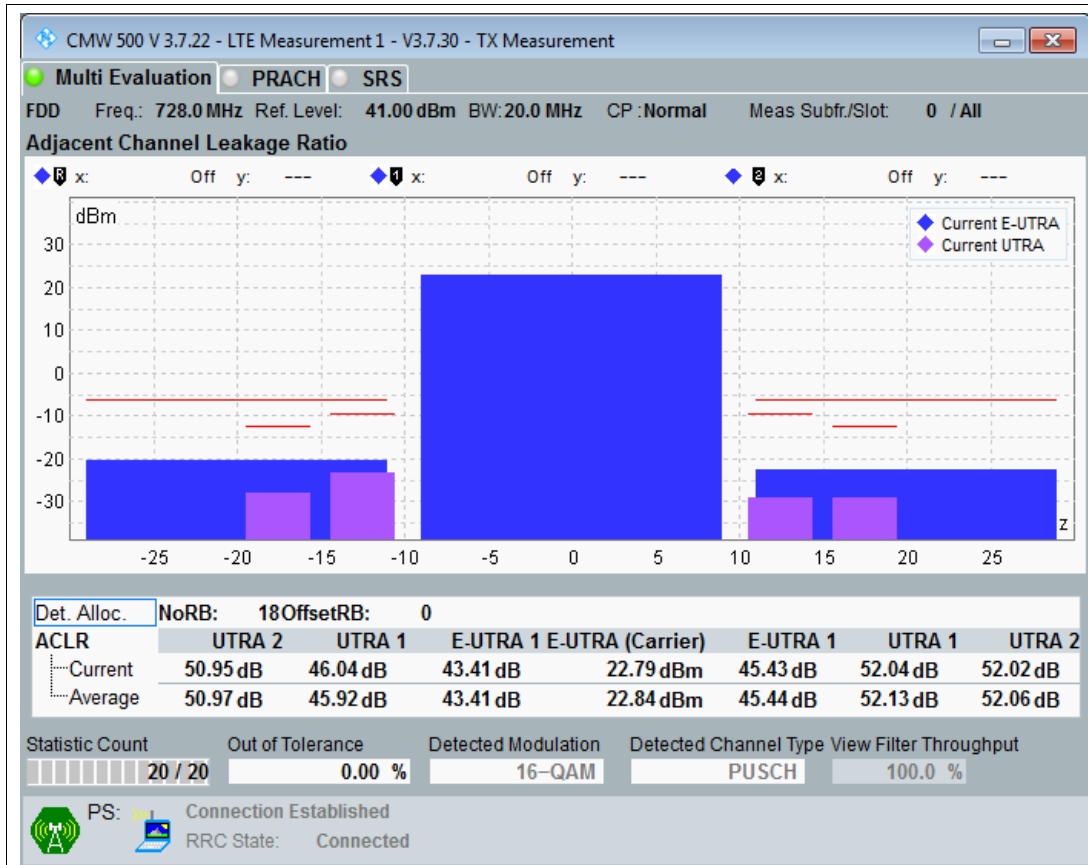 CMW 500 V 3.7.22 - LTE Measurement 1 - V3.7.30 - TX Measurement
Multi Evaluation PRACH SRS
FDD Freq.: 728.0 MHz Ref. Level: 41.00 dBm BW: 20.0 MHz CP : Normal Meas Subfr./Slot: 0 / All
Adjacent Channel Leakage Ratio
R x: Off y: --- 1 x: Off y: --- 2 x: Off y: ---
dBm
Current E-UTRA
Current UTRA
30
20
10
0
-10
-20
-30
z
-25 -20 -15 -10 -5 0 5 10 15 20 25
Det. Alloc. NoRB: 18 OffsetRB: 0
ACLR UTRA 2 UTRA 1 E-UTRA 1 E-UTRA (Carrier) E-UTRA 1 UTRA 1 UTRA 2
Current 50.95 dB 46.04 dB 43.41 dB 22.79 dBm 45.43 dB 52.04 dB 52.02 dB
Average 50.97 dB 45.92 dB 43.41 dB 22.84 dBm 45.44 dB 52.13 dB 52.06 dB
Statistic Count Out of Tolerance Detected Modulation Detected Channel Type View Filter Throughput
20 / 20 0.00 % 16-QAM PUSCH 100.0 %
PS: Connection Established
RRC State: Connected